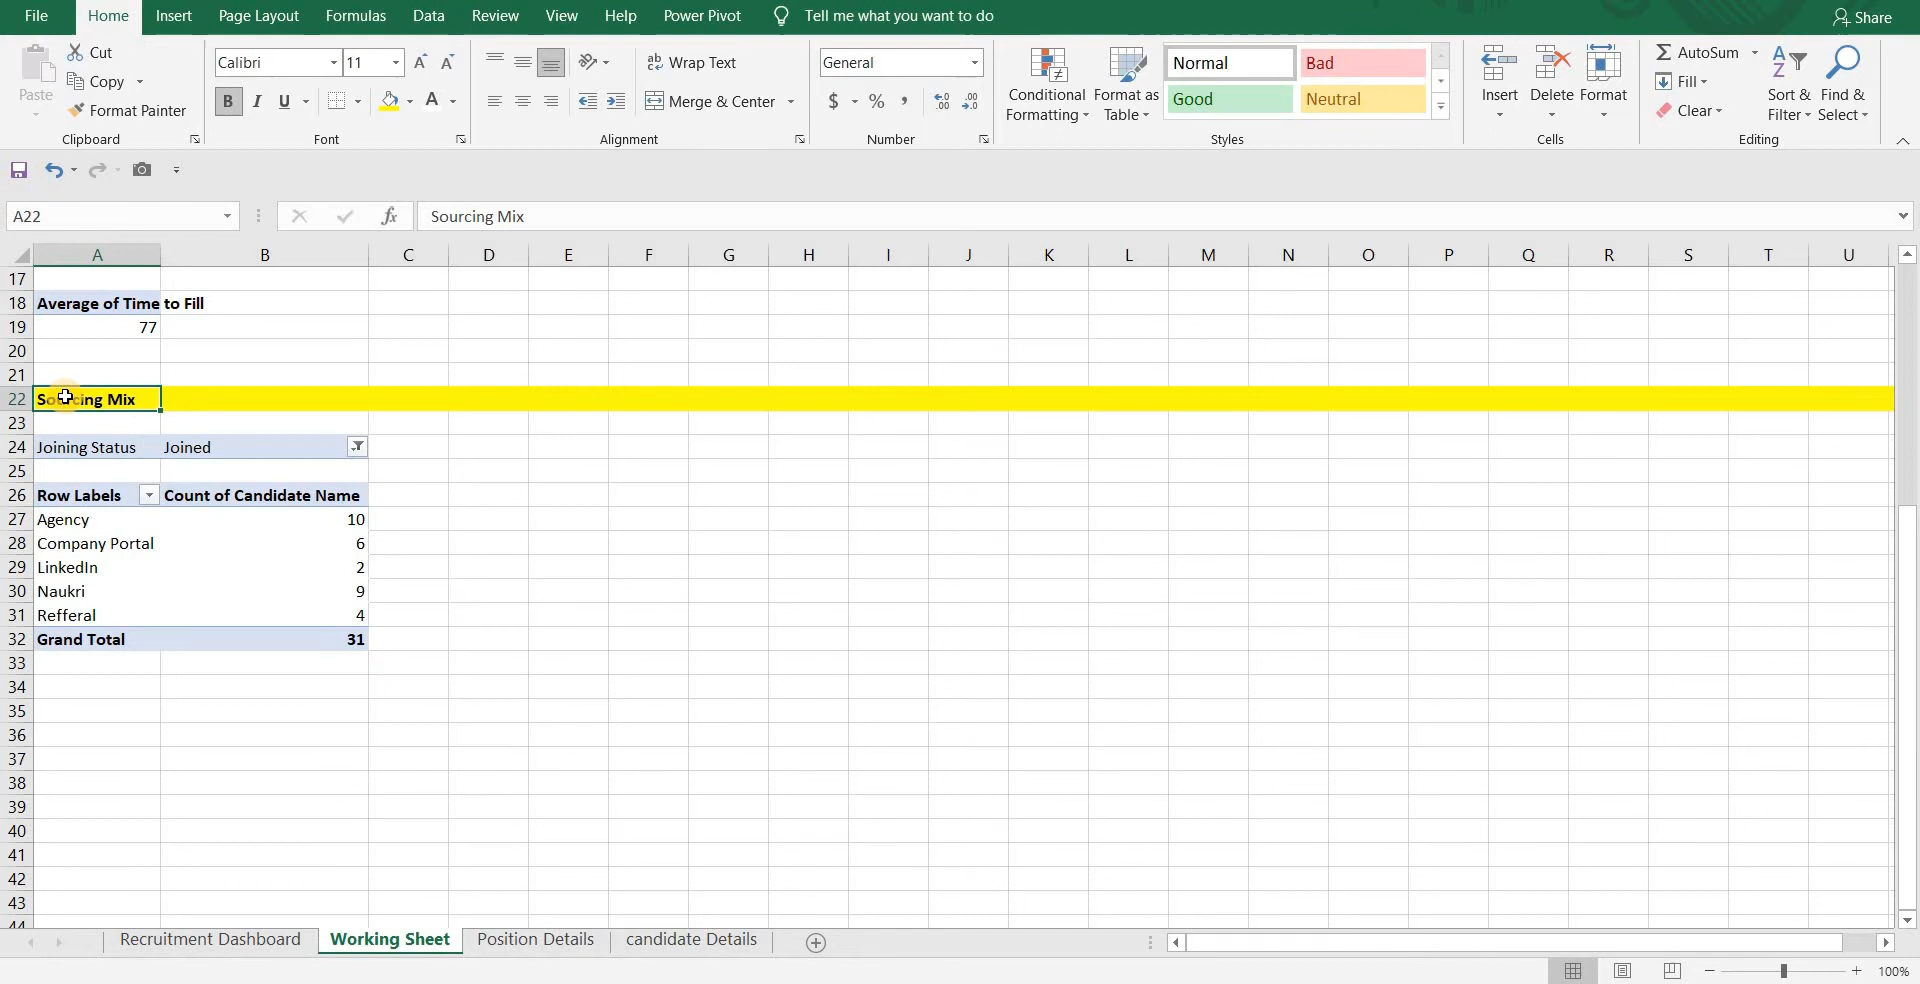 File Home Insert Page Layout Formulas Data Review View Help Power Pivot Tell me what you want to do Share
Paste
Cut
Copy
Format Painter
Clipboard
Calibri 11
B I U A
Font
Wrap Text
Merge & Center
Alignment
General
$ % ,
Number
Conditional Formatting
Format as Table
Normal Bad
Good Neutral
Styles
Insert Delete Format
Cells
AutoSum
Fill
Clear
Sort & Filter
Find & Select
Editing
A22 fx Sourcing Mix
A B C D E F G H I J K L M N O P Q R S T U
17
18 Average of Time to Fill
19 77
20
21
22 Sourcing Mix
23
24 Joining Status Joined
25
26 Row Labels Count of Candidate Name
27 Agency 10
28 Company Portal 6
29 LinkedIn 2
30 Naukri 9
31 Refferal 4
32 Grand Total 31
33
34
35
36
37
38
39
40
41
42
43
44
Recruitment Dashboard Working Sheet Position Details candidate Details
100%